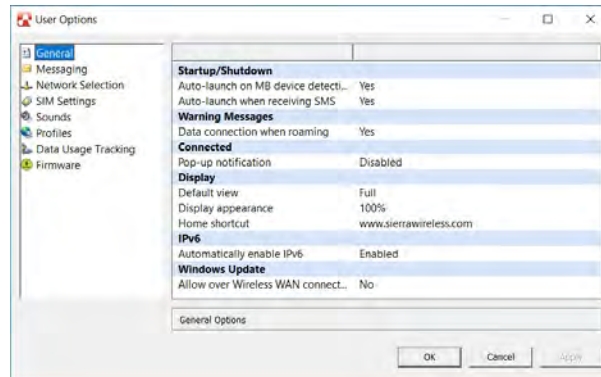 User Options
General
Messaging
Network Selection
SIM Settings
Sounds
Profiles
Data Usage Tracking
Firmware
Startup/Shutdown
Auto-launch on MB device detecti... Yes
Auto-launch when receiving SMS Yes
Warning Messages
Data connection when roaming Yes
Connected
Pop-up notification Disabled
Display
Default view Full
Display appearance 100%
Home shortcut www.sierrawireless.com
IPv6
Automatically enable IPv6 Enabled
Windows Update
Allow over Wireless WAN connect... No
General Options
OK Cancel Apply